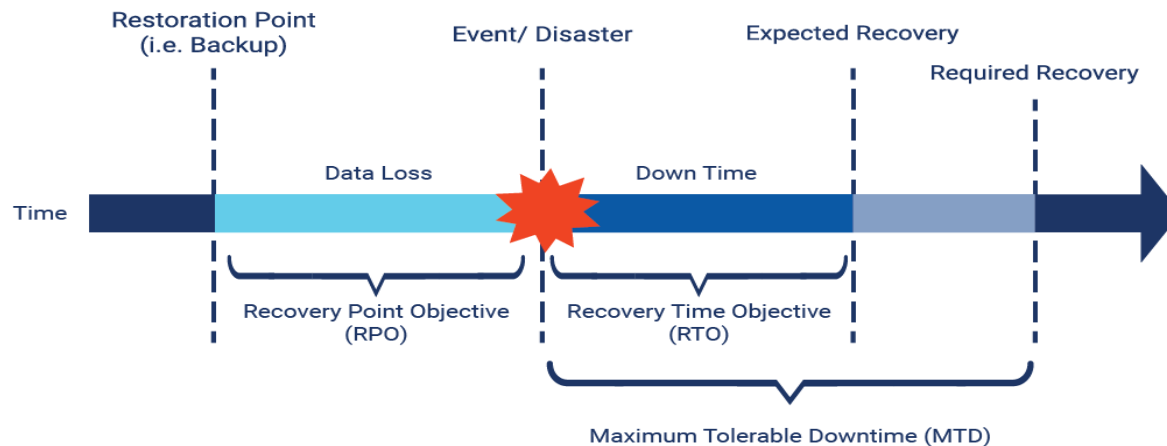 Restoration Point
(i.e. Backup)
Event/ Disaster
Expected Recovery
Required Recovery
Data Loss
Down Time
Time
Recovery Point Objective
(RPO)
Recovery Time Objective
(RTO)
Maximum Tolerable Downtime (MTD)